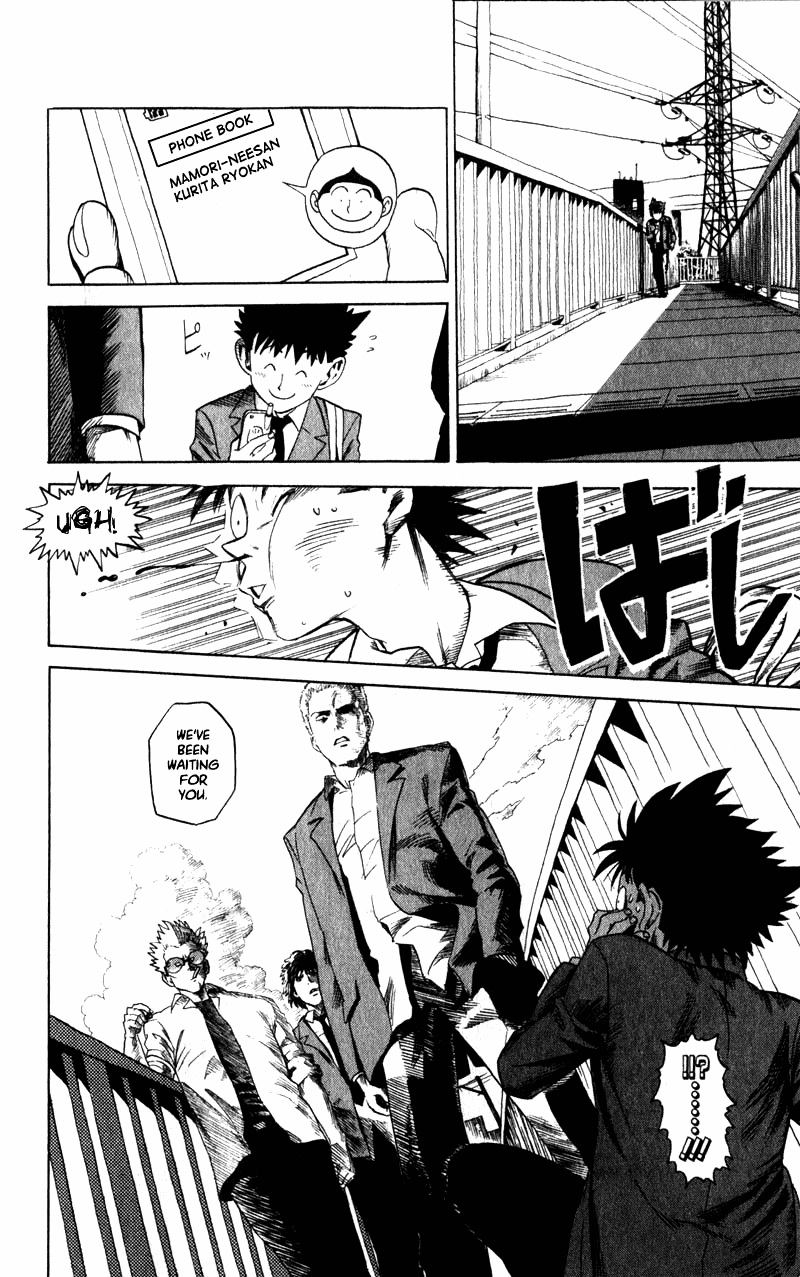 PHONE BOOK
MAMORI-NEESAN
KURITA RYOKAN
ピッ
UGH!
ばし
WE'VE
BEEN
WAITING
FOR
YOU.
!!?
......
!!!